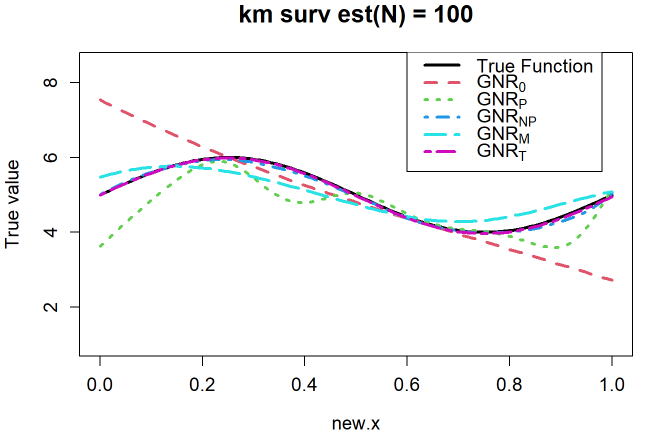 km surv est(N) = 100
True value
8
6
4
2
True Function
GNR0
GNRP
GNRNP
GNRM
GNRT
0.0 0.2 0.4 0.6 0.8 1.0
new.x